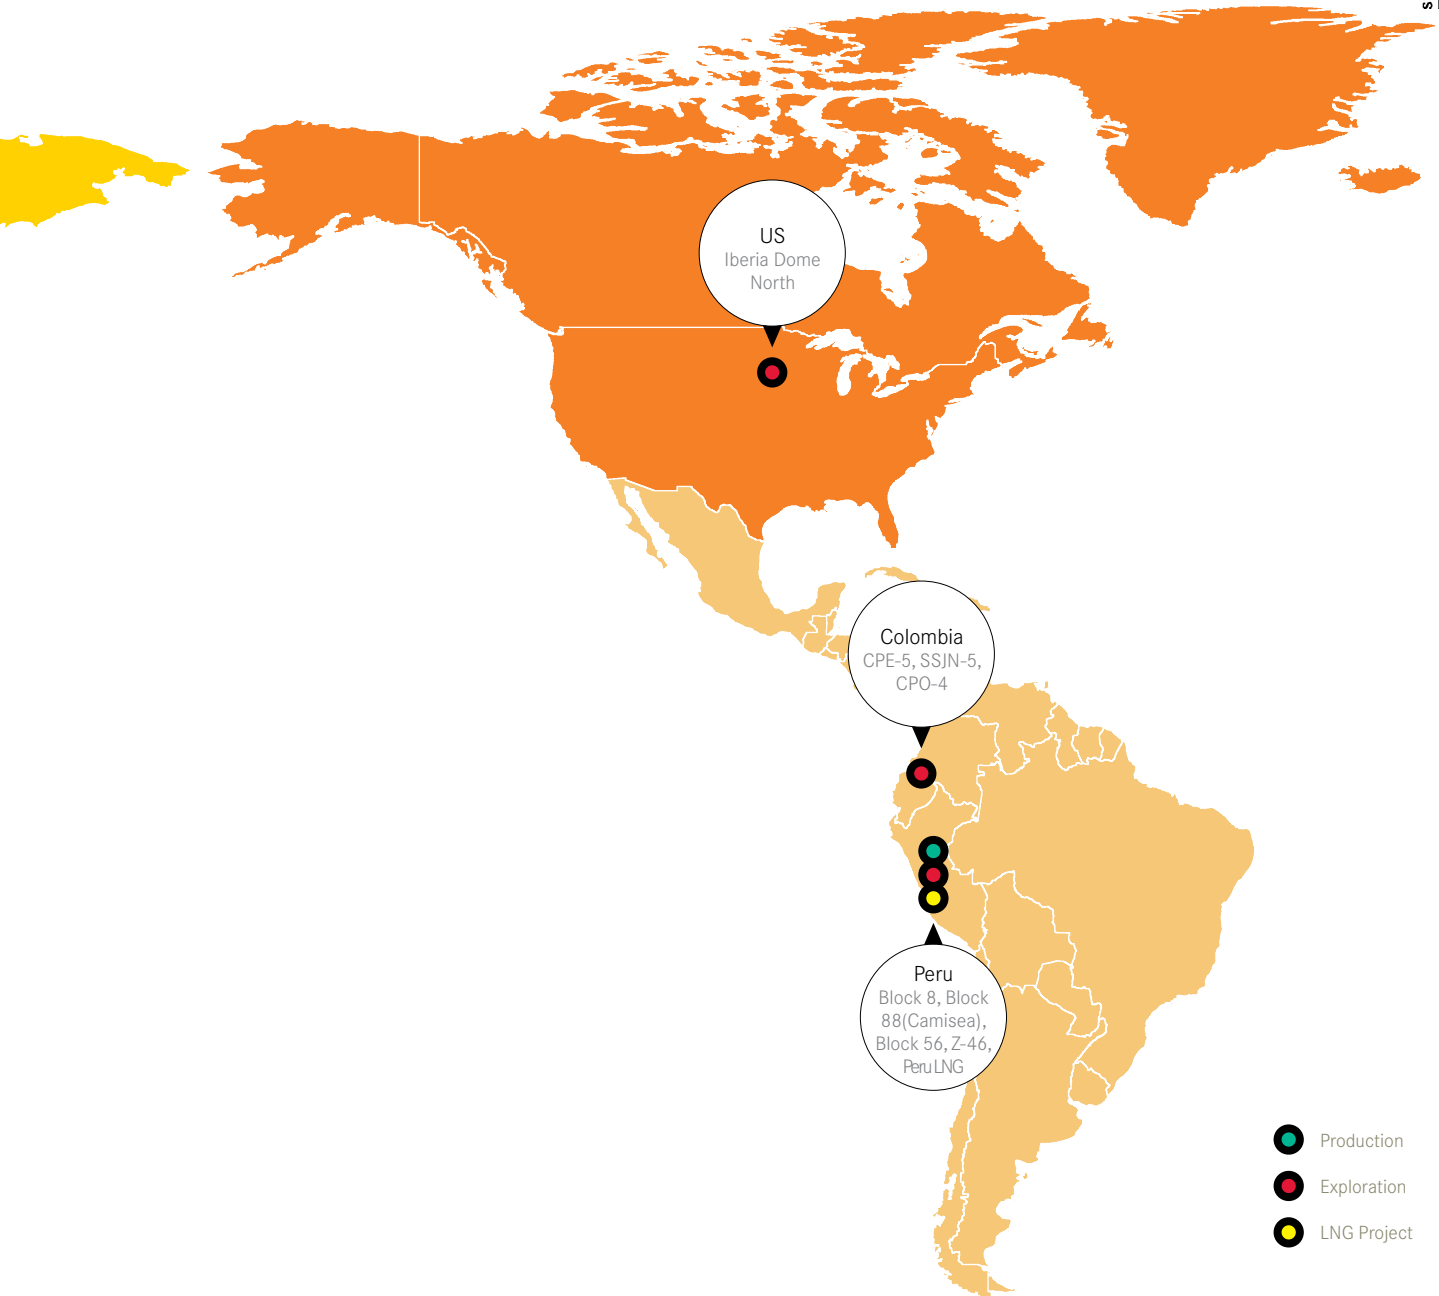 s
US
Iberia Dome
North
Colombia
CPE-5, SSJN-5,
CPO-4
Peru
Block 8, Block
88(Camisea),
Block 56, Z-46,
Peru LNG
Production
Exploration
LNG Project